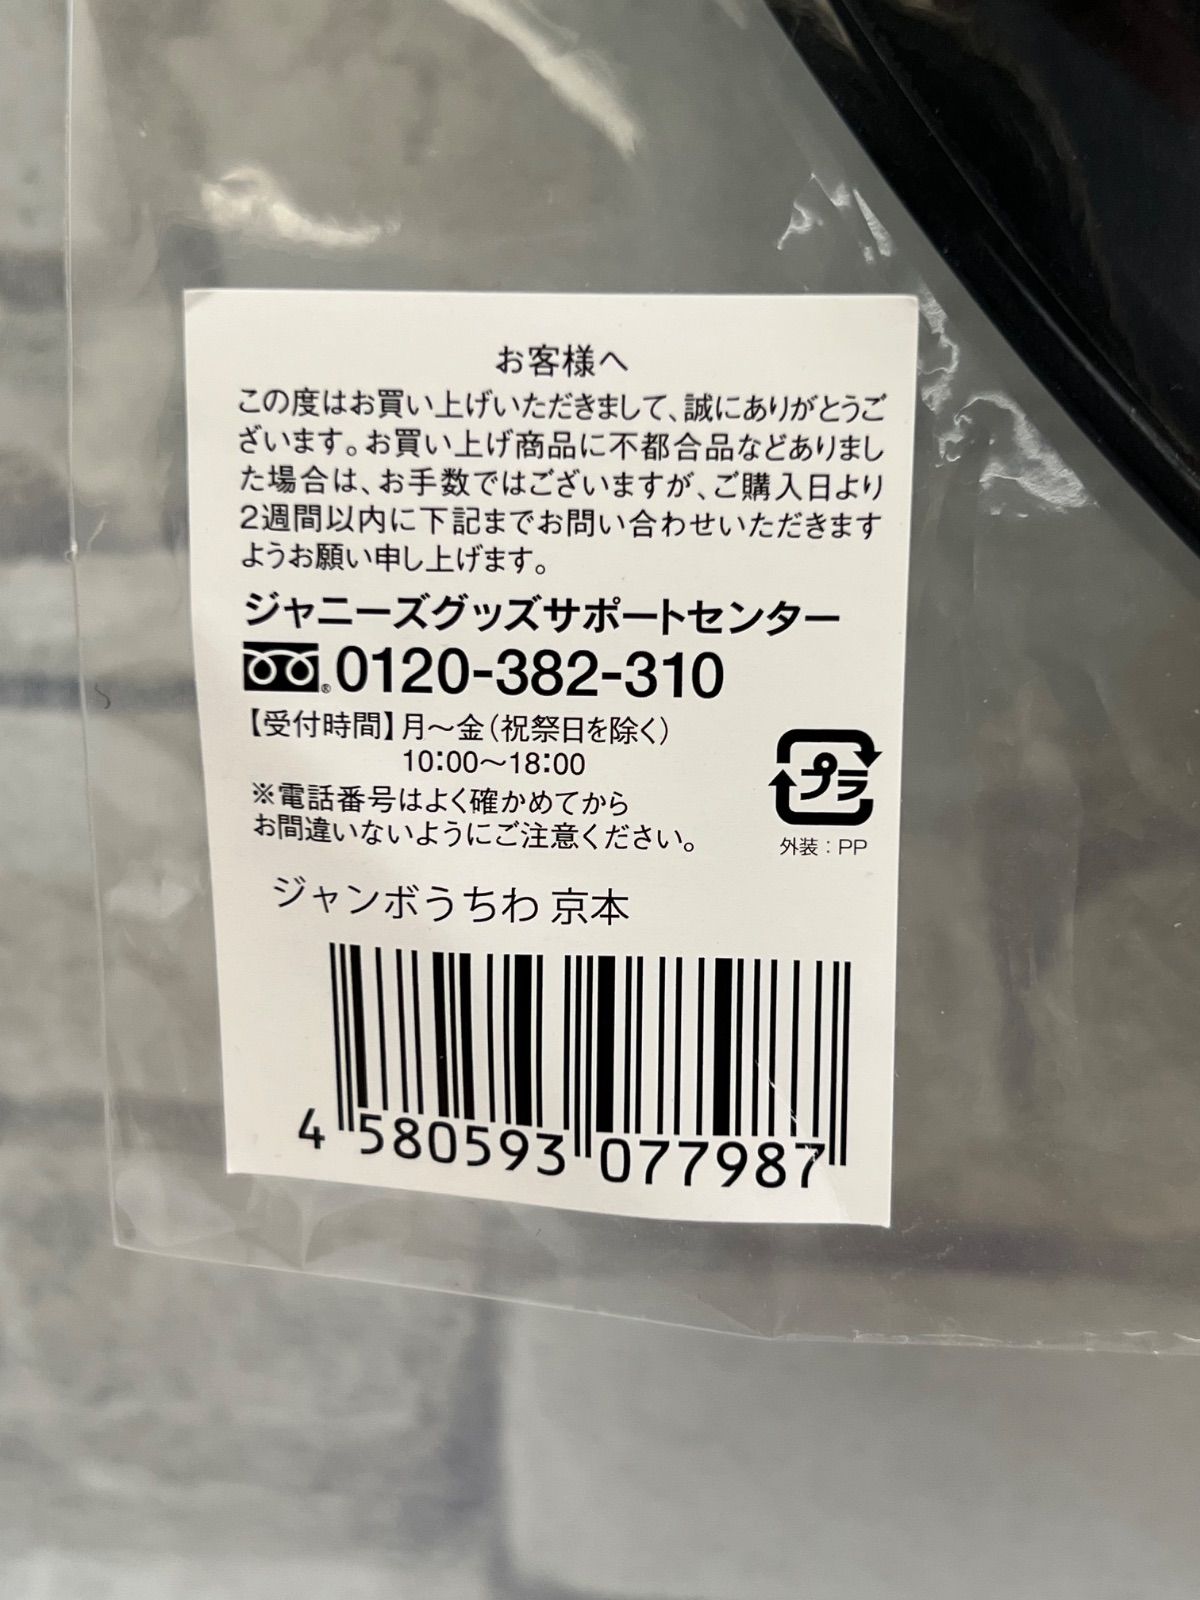 お客様へ
この度はお買い上げいただきまして、誠にありがとうご
ざいます。お買い上げ商品に不都合品などありまし
た場合は、お手数ではございますが、ご購入日より
2週間以内に下記までお問い合わせいただきます
ようお願い申し上げます。
ジャニーズグッズサポートセンター
®0120-382-310
【受付時間】月〜金(祝祭日を除く)
10:00〜18:00
※電話番号はよく確かめてから
お間違いないようにご注意ください。
プラ
外装：PP
ジャンボうちわ 京本
4 580593 077987